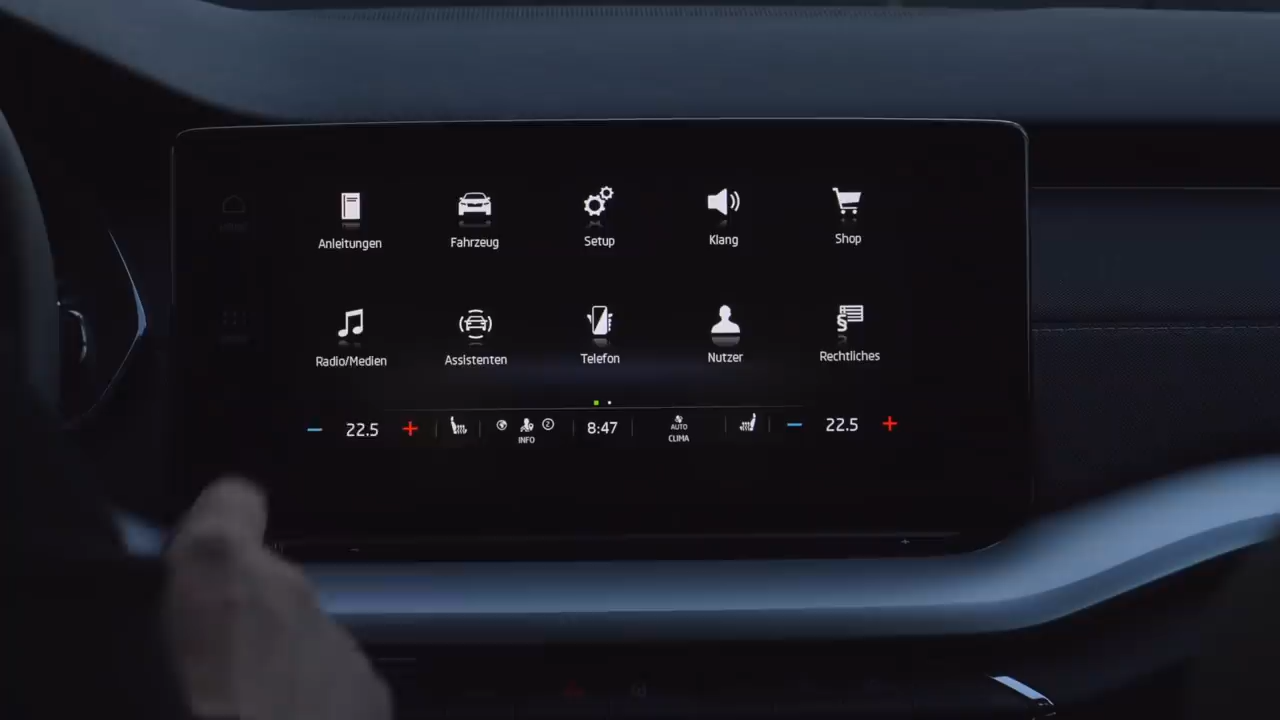 Anleitungen
Fahrzeug
Setup
Klang
Shop
Radio/Medien
Assistenten
Telefon
Nutzer
Rechtliches
22.5
INFO
8:47
AUTO
CLIMA
22.5